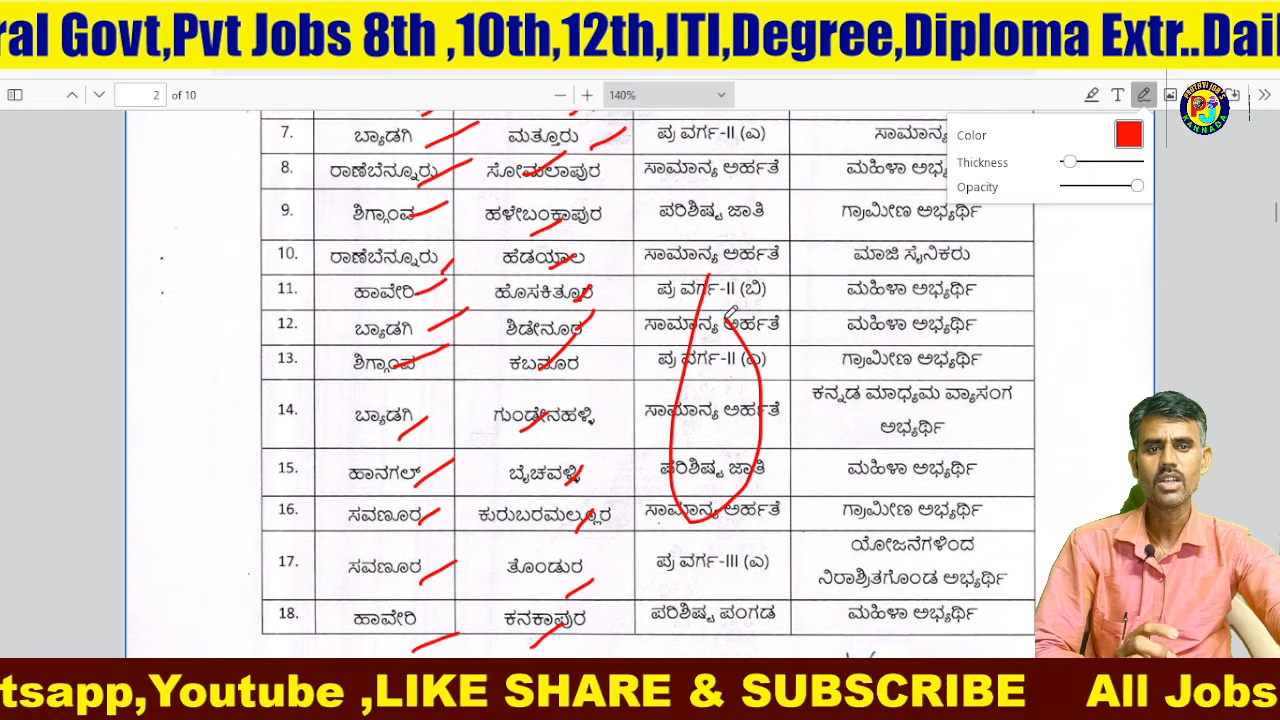 ral Govt,Pvt Jobs 8th ,10th,12th,ITI,Degree,Diploma Extr..Dai
2 of 10
140%
Color
Thickness
Opacity
KANNADA
7. ಬ್ಯಾಡಗಿ ಮತ್ತೂರು ಪ್ರ ವರ್ಗ-II (ಎ) ಸಾಮಾನ್ಯ
8. ರಾಣೆಬೆನ್ನೂರು ಸೋಮಲಾಪುರ ಸಾಮಾನ್ಯ ಅರ್ಹತೆ ಮಹಿಳಾ
9. ಶಿಗ್ಗಾಂವ ಹಳೇಬಂಕಾಪುರ ಪರಿಶಿಷ್ಟ ಜಾತಿ ಗ್ರಾಮೀಣ ಅಭ್ಯರ್ಥಿ
10. ರಾಣೆಬೆನ್ನೂರು ಹೆಡಯಾಲ ಸಾಮಾನ್ಯ ಅರ್ಹತೆ ಮಾಜಿ ಸೈನಿಕರು
11. ಹಾವೇರಿ ಹೊಸಕಿತ್ತೂರ ಪ್ರ ವರ್ಗ-II (ಬಿ) ಮಹಿಳಾ ಅಭ್ಯರ್ಥಿ
12. ಬ್ಯಾಡಗಿ ಶಿಡೇನೂರ ಸಾಮಾನ್ಯ ಅರ್ಹತೆ ಮಹಿಳಾ ಅಭ್ಯರ್ಥಿ
13. ಶಿಗ್ಗಾಂವ ಕಬನೂರ ಪ್ರ ವರ್ಗ-II (ಎ) ಗ್ರಾಮೀಣ ಅಭ್ಯರ್ಥಿ
14. ಬ್ಯಾಡಗಿ ಗುಂಡೇನಹಳ್ಳಿ ಸಾಮಾನ್ಯ ಅರ್ಹತೆ ಕನ್ನಡ ಮಾಧ್ಯಮ ವ್ಯಾಸಂಗ
ಅಭ್ಯರ್ಥಿ
15. ಹಾನಗಲ್ ಬೈಚವಳ್ಳಿ ಪರಿಶಿಷ್ಟ ಜಾತಿ ಮಹಿಳಾ ಅಭ್ಯರ್ಥಿ
16. ಸವಣೂರ ಕುರುಬರಮಲ್ಲೂರ ಸಾಮಾನ್ಯ ಅರ್ಹತೆ ಗ್ರಾಮೀಣ ಅಭ್ಯರ್ಥಿ
17. ಸವಣೂರ ತೊಂಡುರ ಪ್ರ ವರ್ಗ-III (ಎ) ಯೋಜನೆಗಳಿಂದ
ನಿರಾಶ್ರಿತಗೊಂಡ ಅಭ್ಯರ್ಥಿ
18. ಹಾವೇರಿ ಕನಕಾಪುರ ಪರಿಶಿಷ್ಟ ಪಂಗಡ ಮಹಿಳಾ ಅಭ್ಯರ್ಥಿ
tsapp,Youtube ,LIKE SHARE & SUBSCRIBE All Jobs